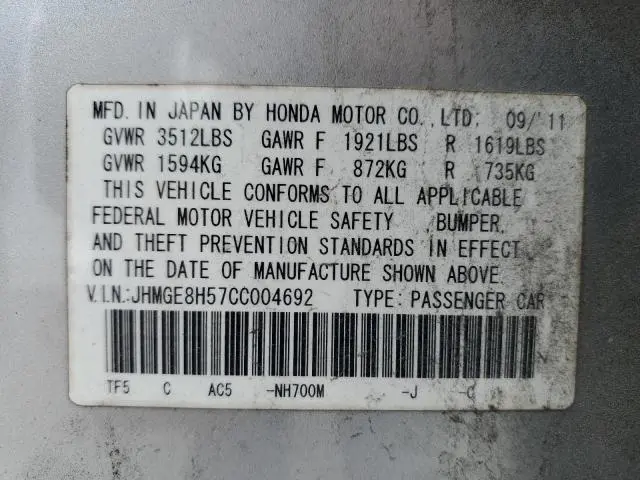 MFD. IN JAPAN BY HONDA MOTOR CO., LTD. 09/'11
GVWR 3512LBS GAWR F 1921LBS R 1619LBS
GVWR 1594KG GAWR F 872KG R 735KG
THIS VEHICLE CONFORMS TO ALL APPLICABLE
FEDERAL MOTOR VEHICLE SAFETY , BUMPER,
AND THEFT PREVENTION STANDARDS IN EFFECT
ON THE DATE OF MANUFACTURE SHOWN ABOVE.
V.I.N.:JHMGE8H57CC004692 TYPE: PASSENGER CAR
TF5 C AC5 -NH700M -J -C